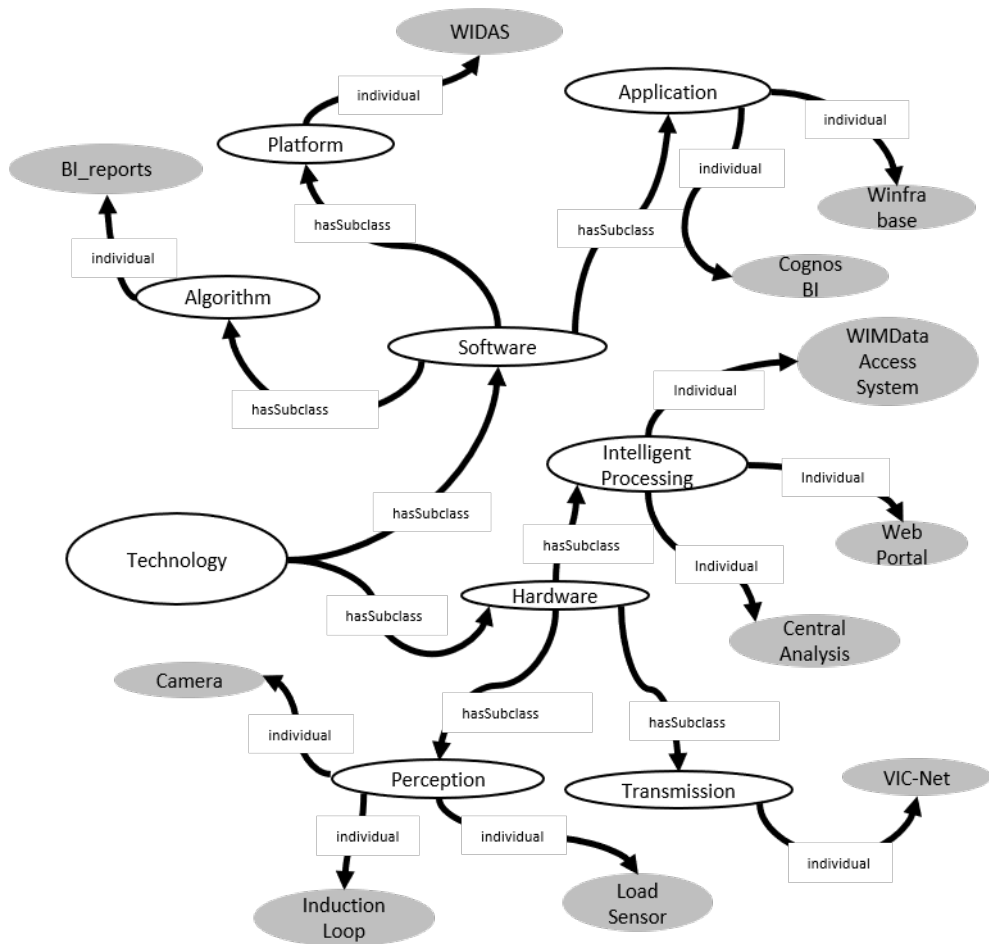 WIDAS
individual
Application
individual
Platform
individual
BI_reports
Winfra
base
hasSubclass
hasSubclass
individual
Cognos
BI
Algorithm
WIMData
Access
System
Software
Individual
hasSubclass
Intelligent
Processing
Individual
hasSubclass
Web
Portal
hasSubclass
Technology
Individual
Hardware
hasSubclass
Central
Analysis
Camera
hasSubclass
hasSubclass
individual
Perception
VIC-Net
Transmission
individual
individual
individual
Load
Sensor
Induction
Loop